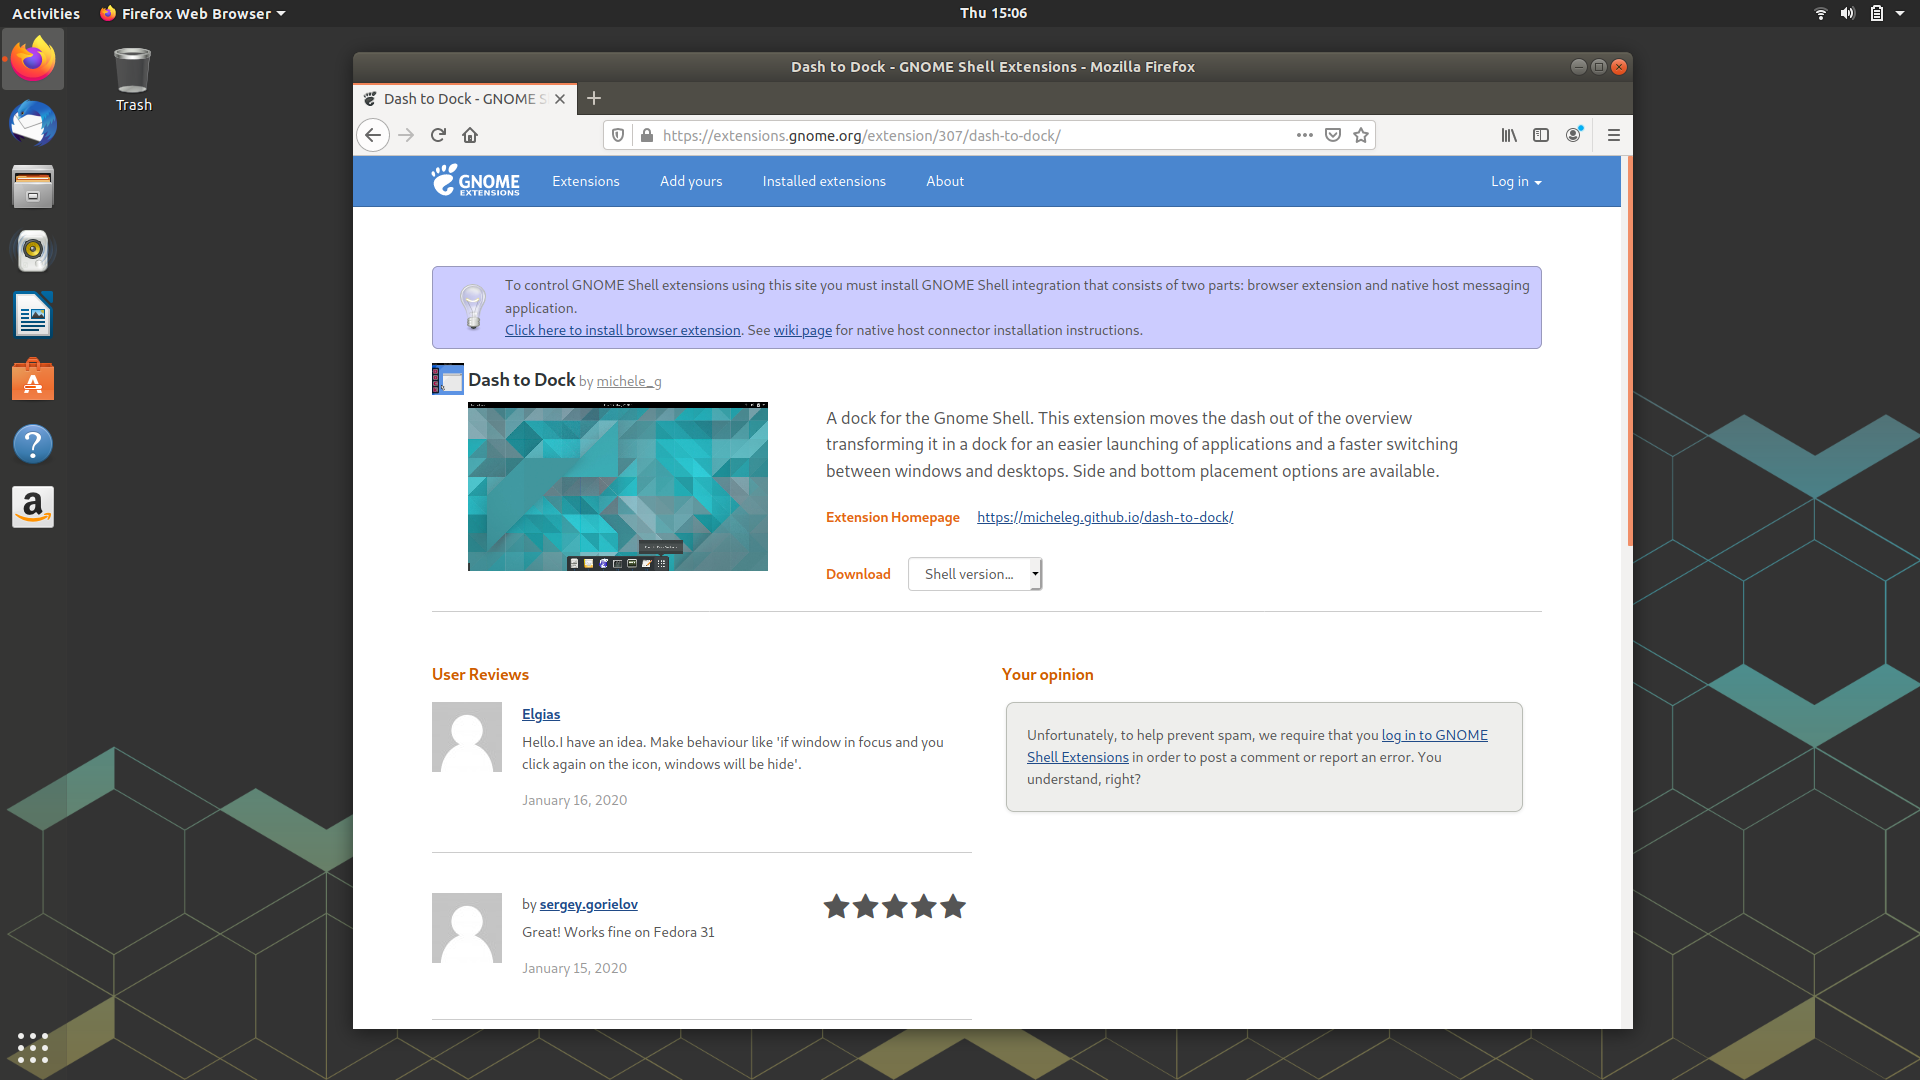 Activities
Firefox Web Browser
Thu 15:06
Trash
Dash to Dock - GNOME Shell Extensions - Mozilla Firefox
Dash to Dock - GNOME S
https://extensions.gnome.org/extension/307/dash-to-dock/
GNOME
EXTENSIONS
Extensions
Add yours
Installed extensions
About
Log in
To control GNOME Shell extensions using this site you must install GNOME Shell integration that consists of two parts: browser extension and native host messaging
application.
Click here to install browser extension. See wiki page for native host connector installation instructions.
Dash to Dock by michele_g
A dock for the Gnome Shell. This extension moves the dash out of the overview
transforming it in a dock for an easier launching of applications and a faster switching
between windows and desktops. Side and bottom placement options are available.
Extension Homepage https://micheleg.github.io/dash-to-dock/
Download Shell version...
User Reviews
Elgias
Hello.I have an idea. Make behaviour like 'if window in focus and you
click again on the icon, windows will be hide'.
January 16, 2020
by sergey.gorielov
Great! Works fine on Fedora 31
January 15, 2020
Your opinion
Unfortunately, to help prevent spam, we require that you log in to GNOME
Shell Extensions in order to post a comment or report an error. You
understand, right?